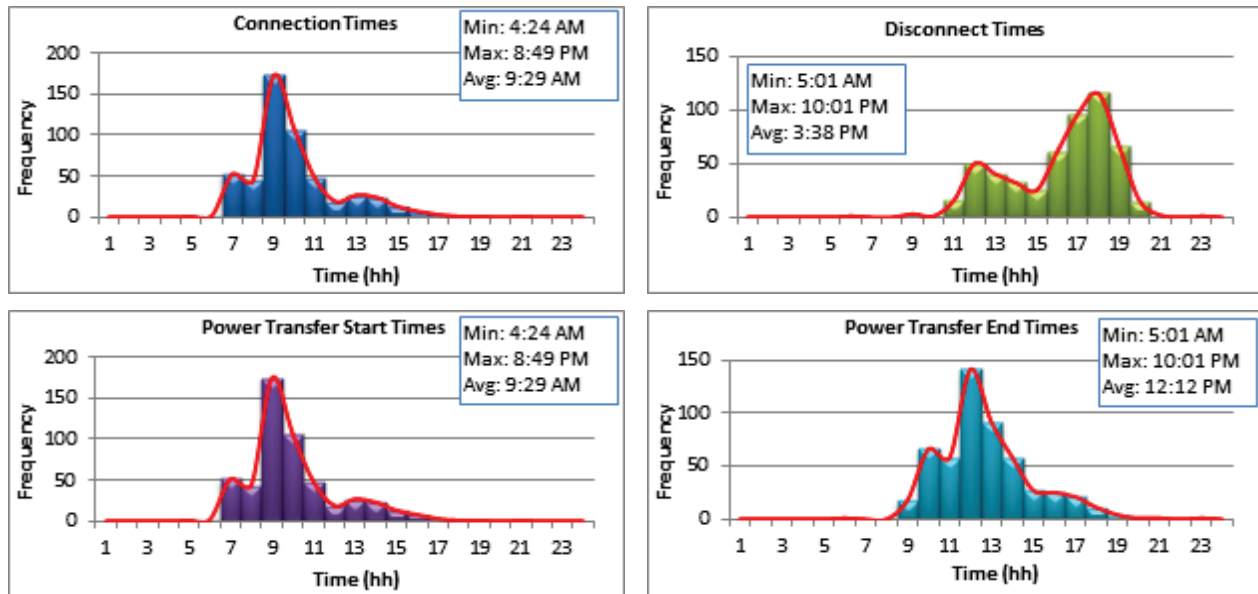 Connection Times
Min: 4:24 AM
Max: 8:49 PM
Avg: 9:29 AM
200
150
100
50
0
Frequency
1 3 5 7 9 11 13 15 17 19 21 23
Time (hh)
Disconnect Times
Min: 5:01 AM
Max: 10:01 PM
Avg: 3:38 PM
150
100
50
0
Frequency
1 3 5 7 9 11 13 15 17 19 21 23
Time (hh)
Power Transfer Start Times
Min: 4:24 AM
Max: 8:49 PM
Avg: 9:29 AM
200
150
100
50
0
Frequency
1 3 5 7 9 11 13 15 17 19 21 23
Time (hh)
Power Transfer End Times
Min: 5:01 AM
Max: 10:01 PM
Avg: 12:12 PM
150
100
50
0
Frequency
1 3 5 7 9 11 13 15 17 19 21 23
Time (hh)